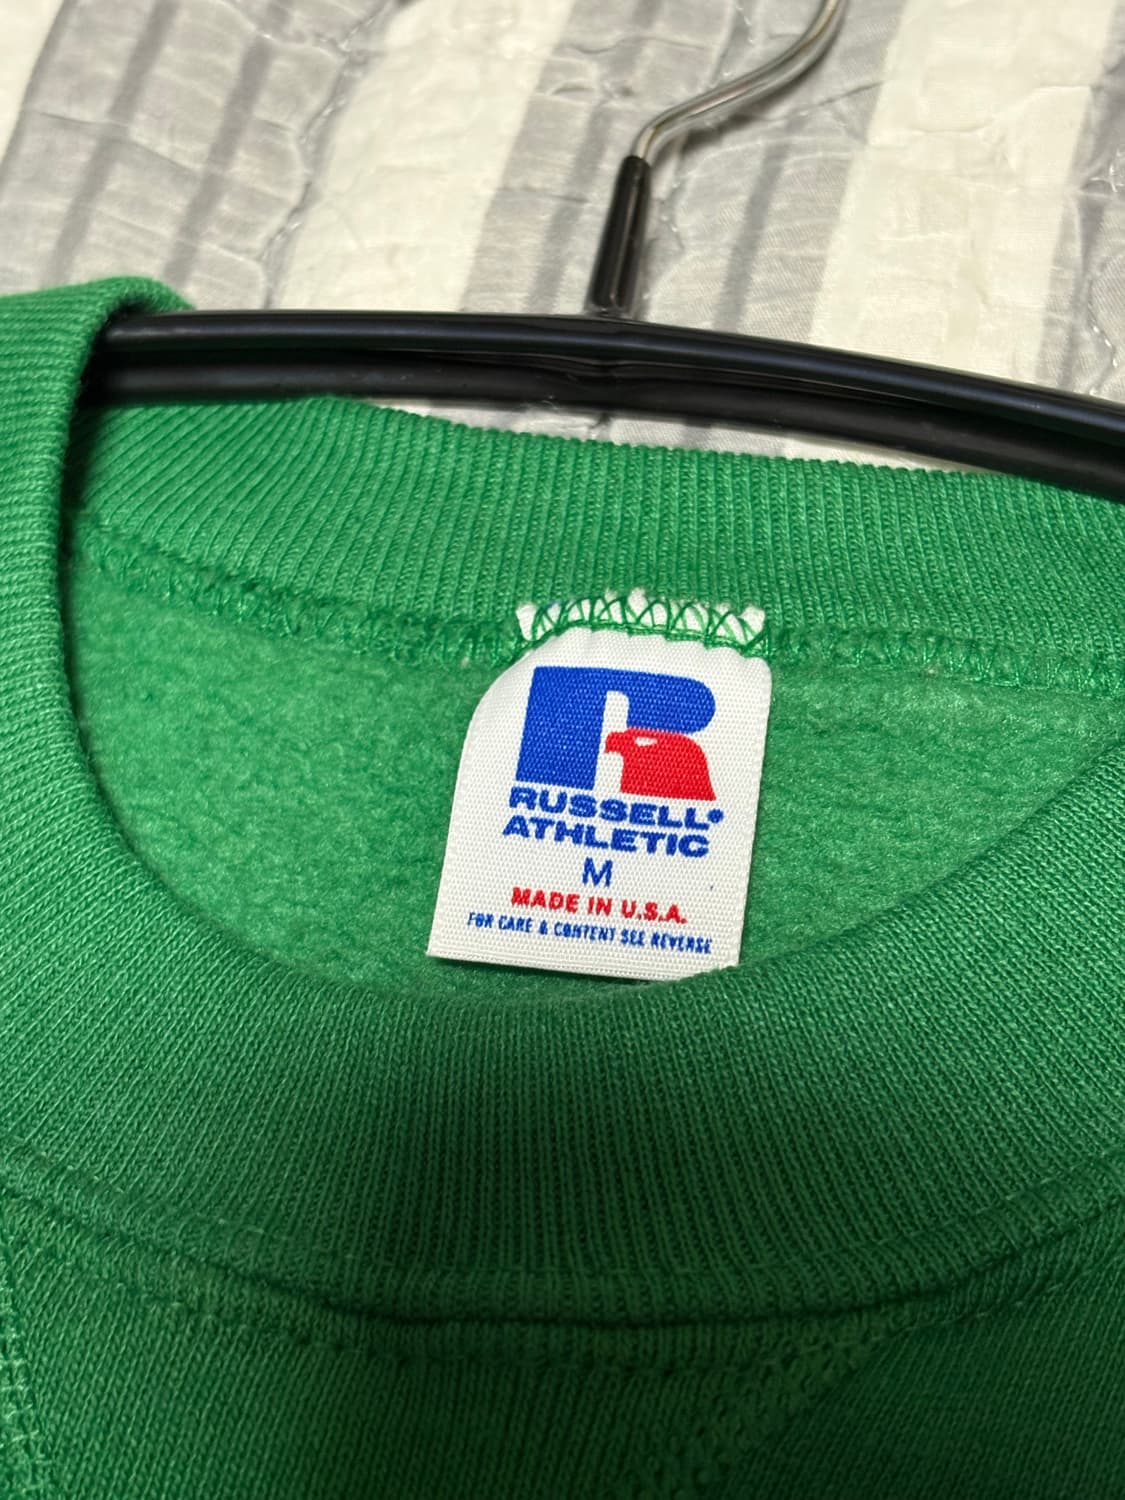 R
RUSSELL®
ATHLETIC
M
MADE IN U.S.A.
FOR CARE & CONTENT SEE REVERSE